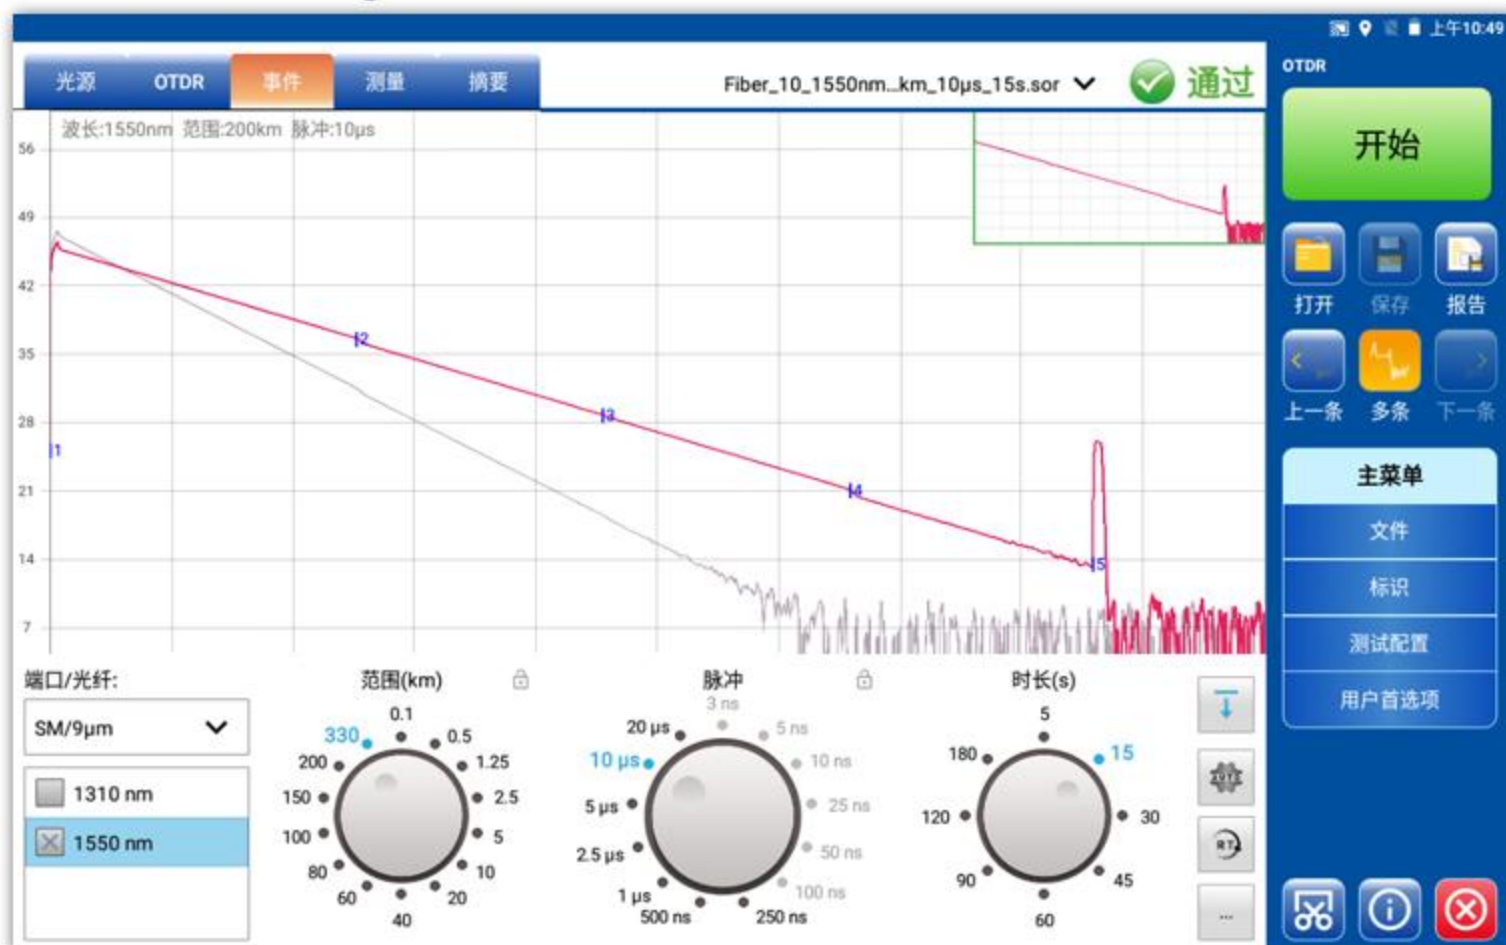 上午10:49
光源 OTDR 事件 测量 摘要 Fiber_10_1550nm...km_10µs_15s.sor 通过
OTDR
开始
波长:1550nm 范围:200km 脉冲:10µs
56
49
42
35
28
21
14
7
1
2
3
4
5
打开 保存 报告
上一条 多条 下一条
主菜单
文件
标识
测试配置
用户首选项
端口/光纤:
SM/9µm
1310 nm
1550 nm
范围(km)
0.1
0.5
1.25
2.5
5
10
20
40
60
80
100
150
200
330
脉冲
3 ns
5 ns
10 ns
25 ns
50 ns
100 ns
250 ns
500 ns
1 µs
2.5 µs
5 µs
10 µs
20 µs
时长(s)
5
15
30
45
60
90
120
180
RT
...